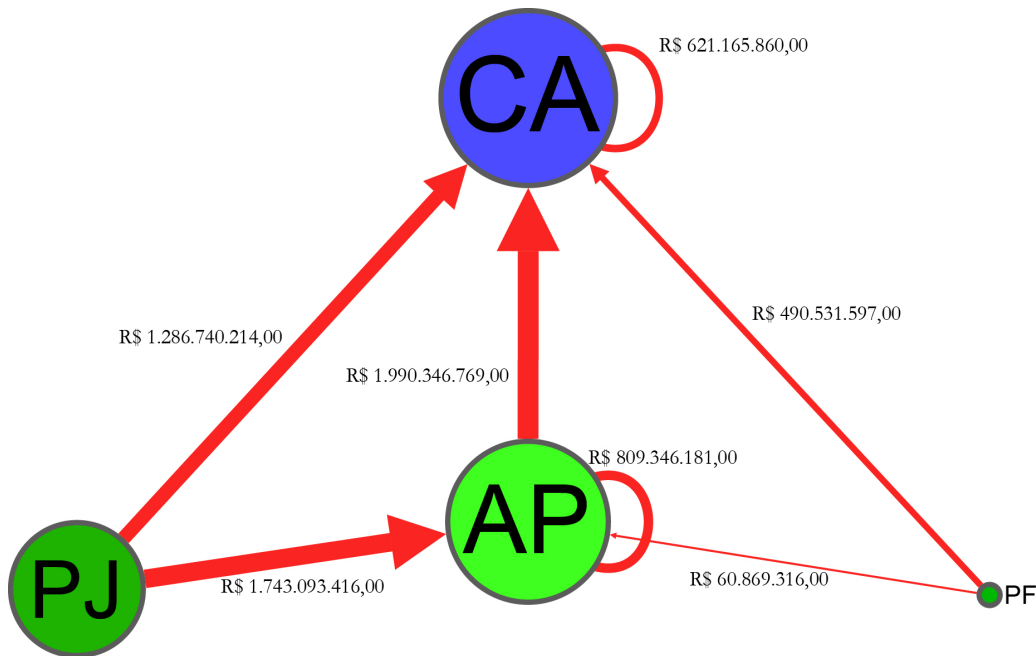 CA
R$ 621.165.860,00
R$ 1.286.740.214,00
R$ 1.990.346.769,00
R$ 490.531.597,00
AP
R$ 809.346.181,00
PJ
R$ 1.743.093.416,00
R$ 60.869.316,00
PF